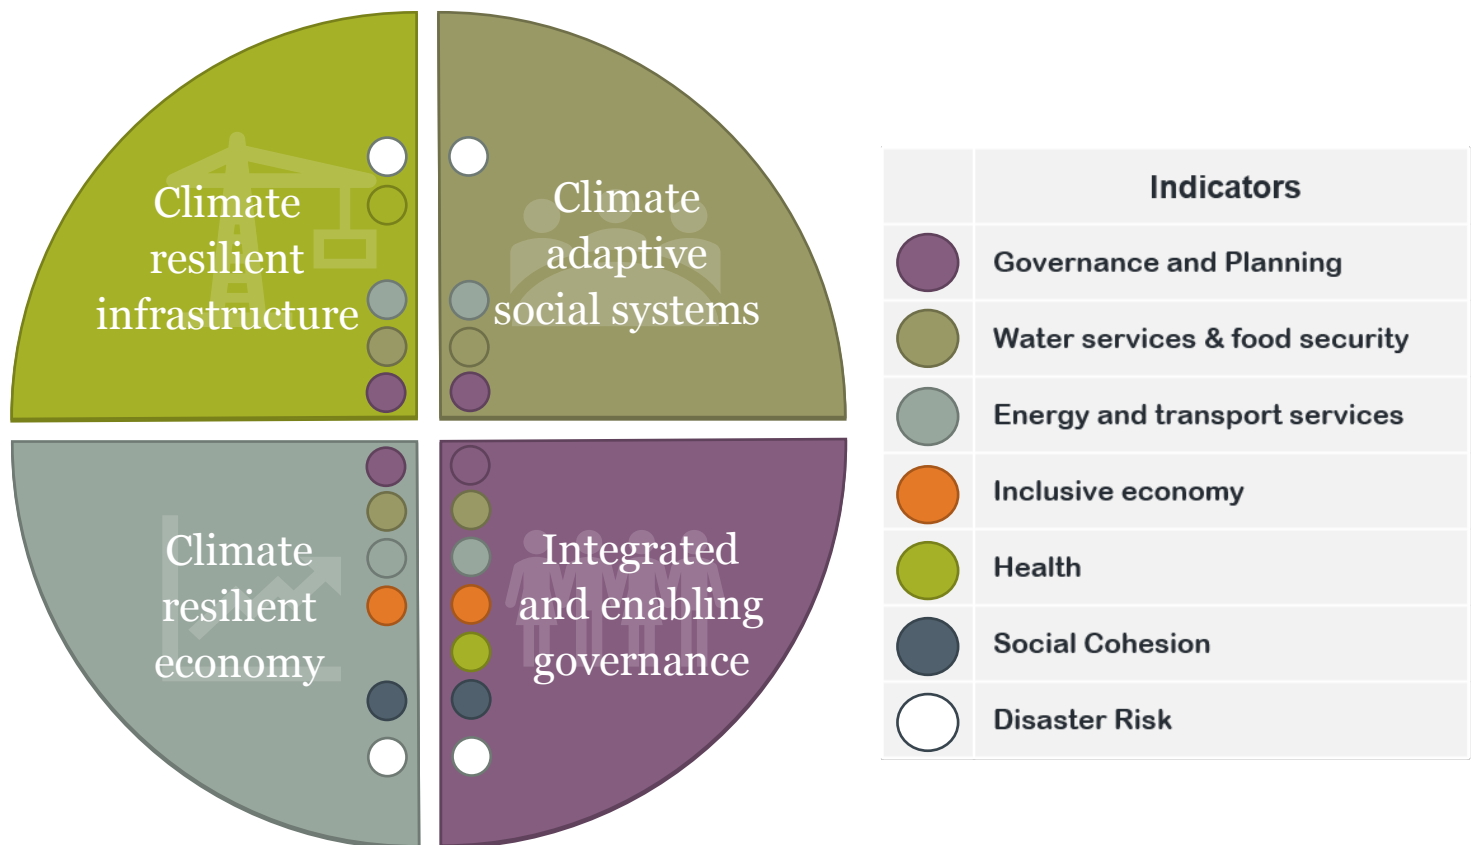 Climate
resilient
infrastructure
Climate
adaptive
social systems
Climate
resilient
economy
Integrated
and enabling
governance
Indicators
Governance and Planning
Water services & food security
Energy and transport services
Inclusive economy
Health
Social Cohesion
Disaster Risk